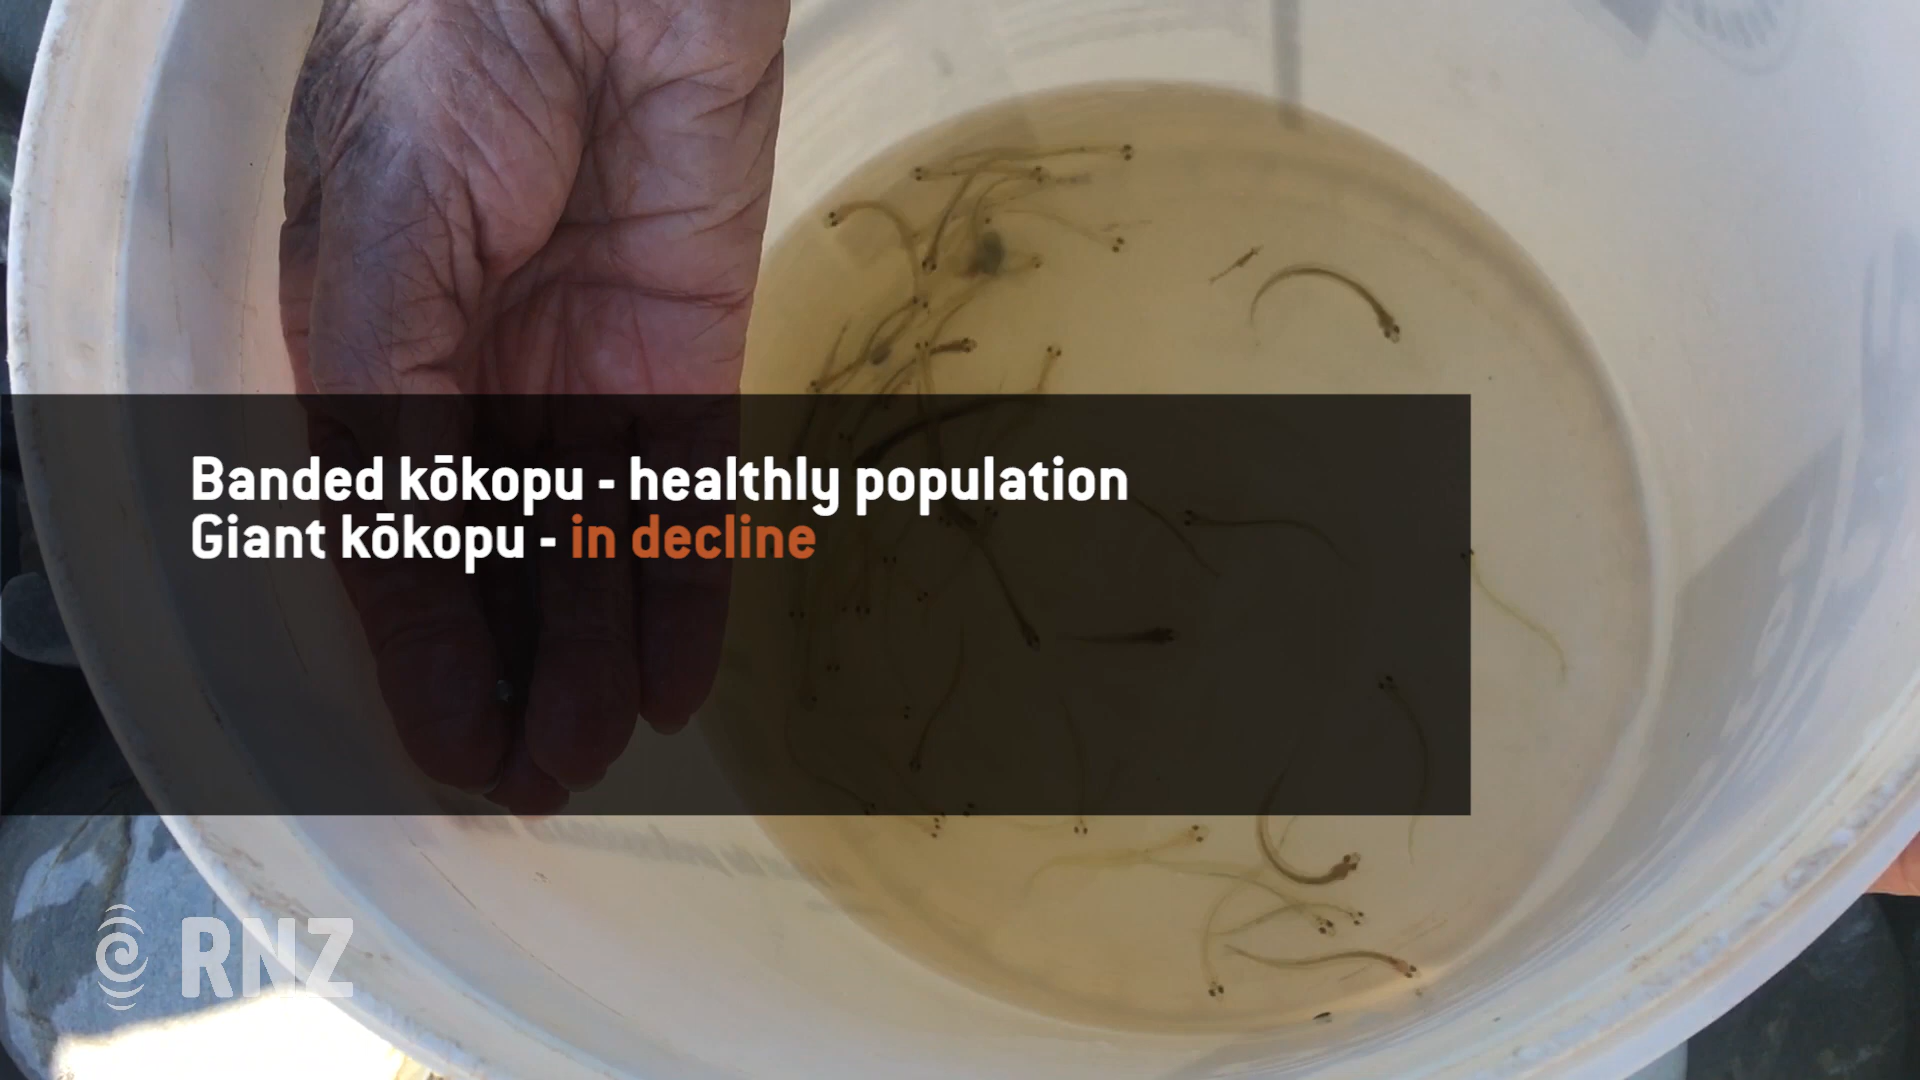 Banded kōkopu - healthly population
Giant kōkopu - in decline
RNZ